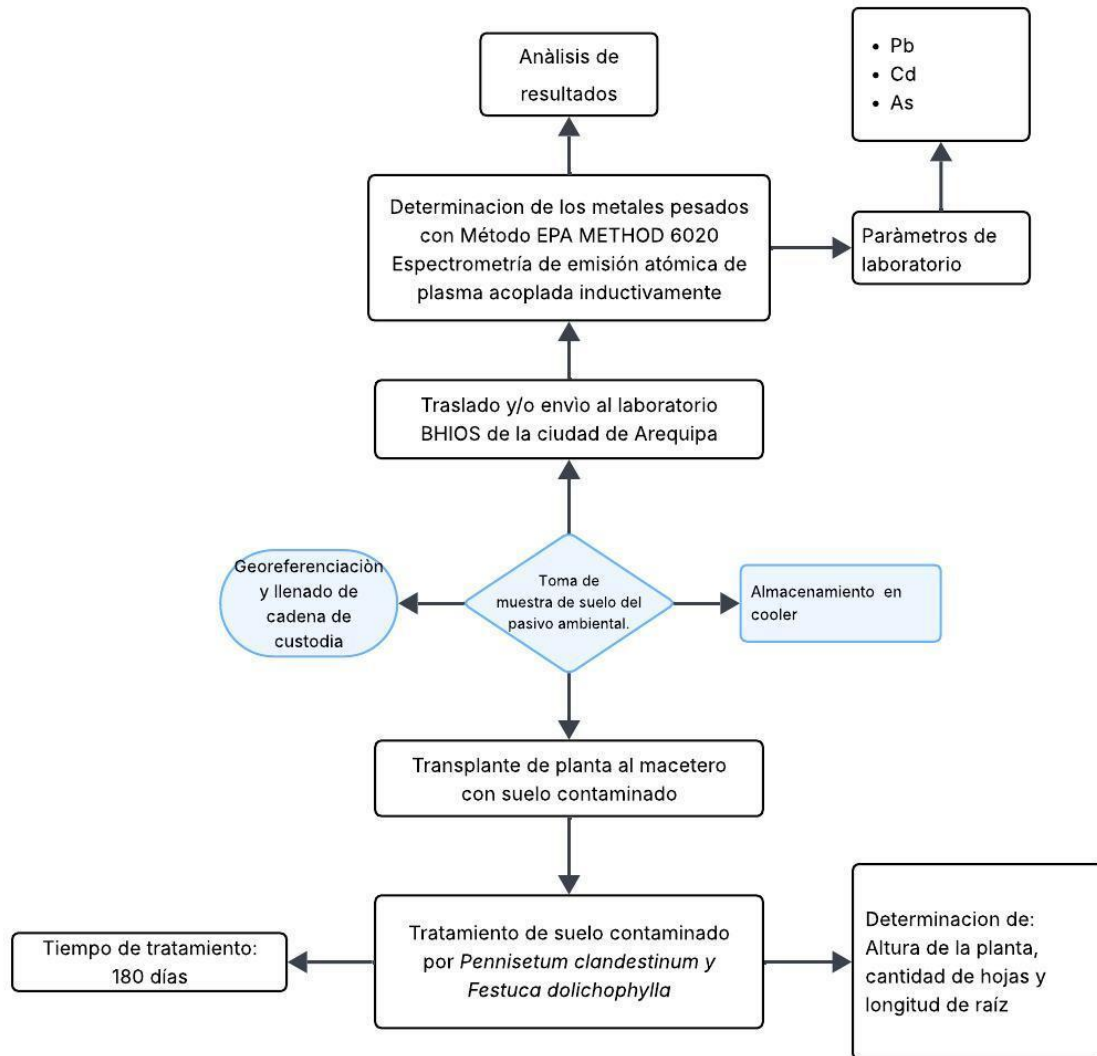 Anàlisis de
resultados
• Pb
• Cd
• As
Determinacion de los metales pesados
con Método EPA METHOD 6020
Espectrometría de emisión atómica de
plasma acoplada inductivamente
Paràmetros de
laboratorio
Traslado y/o envìo al laboratorio
BHIOS de la ciudad de Arequipa
Georeferenciaciòn
y llenado de
cadena de
custodia
Toma de
muestra de suelo del
pasivo ambiental.
Almacenamiento en
cooler
Transplante de planta al macetero
con suelo contaminado
Tiempo de tratamiento:
180 días
Tratamiento de suelo contaminado
por Pennisetum clandestinum y
Festuca dolichophylla
Determinacion de:
Altura de la planta,
cantidad de hojas y
longitud de raíz